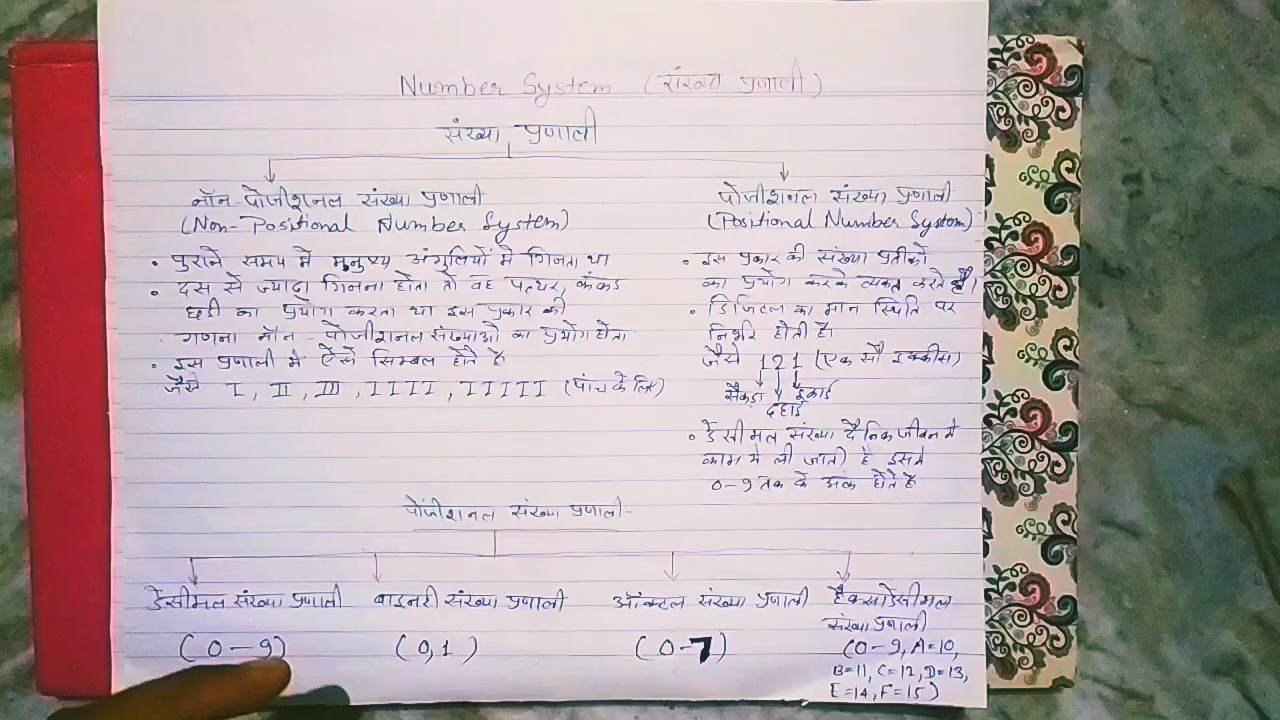 Number System (संख्या प्रणाली)
संख्या प्रणाली
नॉन-पोजीशनल संख्या प्रणाली
(Non-Positional Number System)
• पुराने समय मे मुनुष्य अंगुलियों मे गिनता था
• दस से ज्यादा गिनना होता तो वह पत्थर, कंकड
छडी का प्रयोग करता था इस प्रकार की
गणना नॉन-पोजीशनल संख्याओ का प्रयोग होता
• इस प्रणाली मे ऐसे सिम्बल होते है
जैसे I, II, III, IIII, IIIII (पांच के लिए)
पोजीशनल संख्या प्रणाली
(Positional Number System)
• इस प्रकार की संख्या प्रतीको
का प्रयोग करके व्यक्त करते है।
• डिजिटल का मान स्थिति पर
निर्भर होती है।
जैसे 121 (एक सौ इक्कीस)
सैकडा इकाई
दहाई
• डेसीमल संख्या दैनिक जीवन मे
काम मे ली जाती है इसमे
0-9 तक के अंक होते है
पोजीशनल संख्या प्रणाली-
डेसीमल संख्या प्रणाली बाइनरी संख्या प्रणाली ऑक्टल संख्या प्रणाली हैक्साडेसीमल
संख्या प्रणाली
(0-9) (0,1) (0-7) (0-9, A=10,
B=11, C=12, D=13,
E=14, F=15)